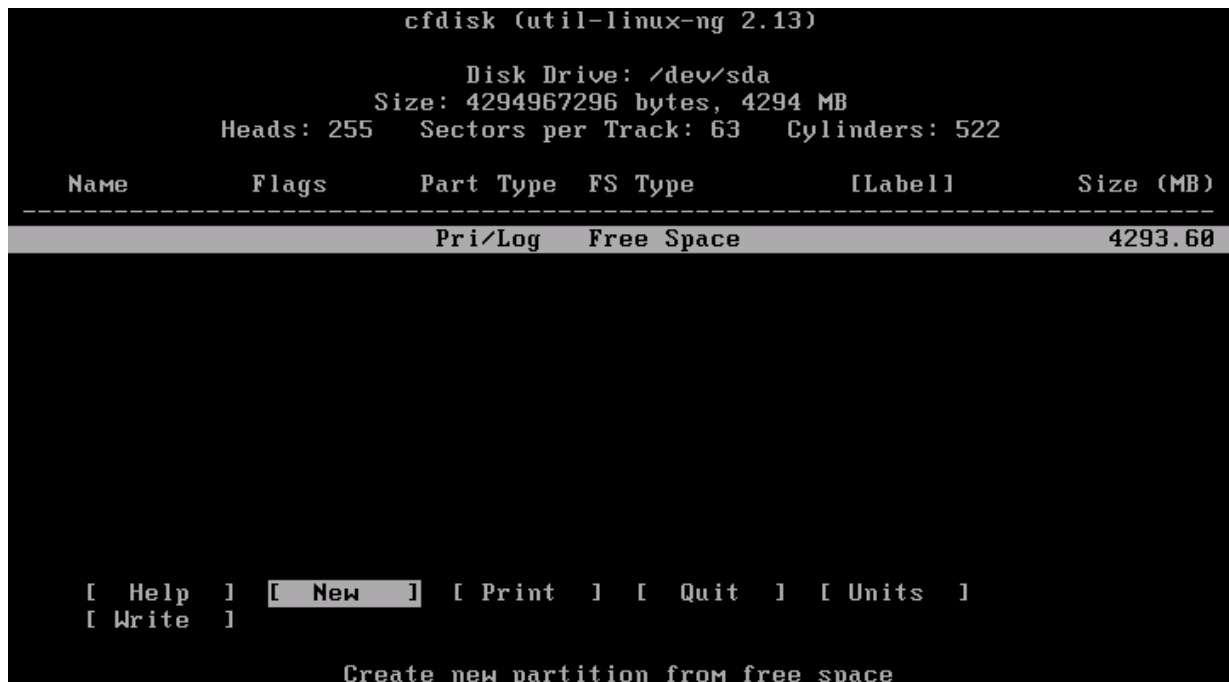 cfdisk (util-linux-ng 2.13)
Disk Drive: /dev/sda
Size: 4294967296 bytes, 4294 MB
Heads: 255   Sectors per Track: 63   Cylinders: 522
Name   Flags   Part Type   FS Type   [Label]   Size (MB)
Pri/Log   Free Space   4293.60
[ Help ] [ New ] [ Print ] [ Quit ] [ Units ]
[ Write ]
Create new partition from free space